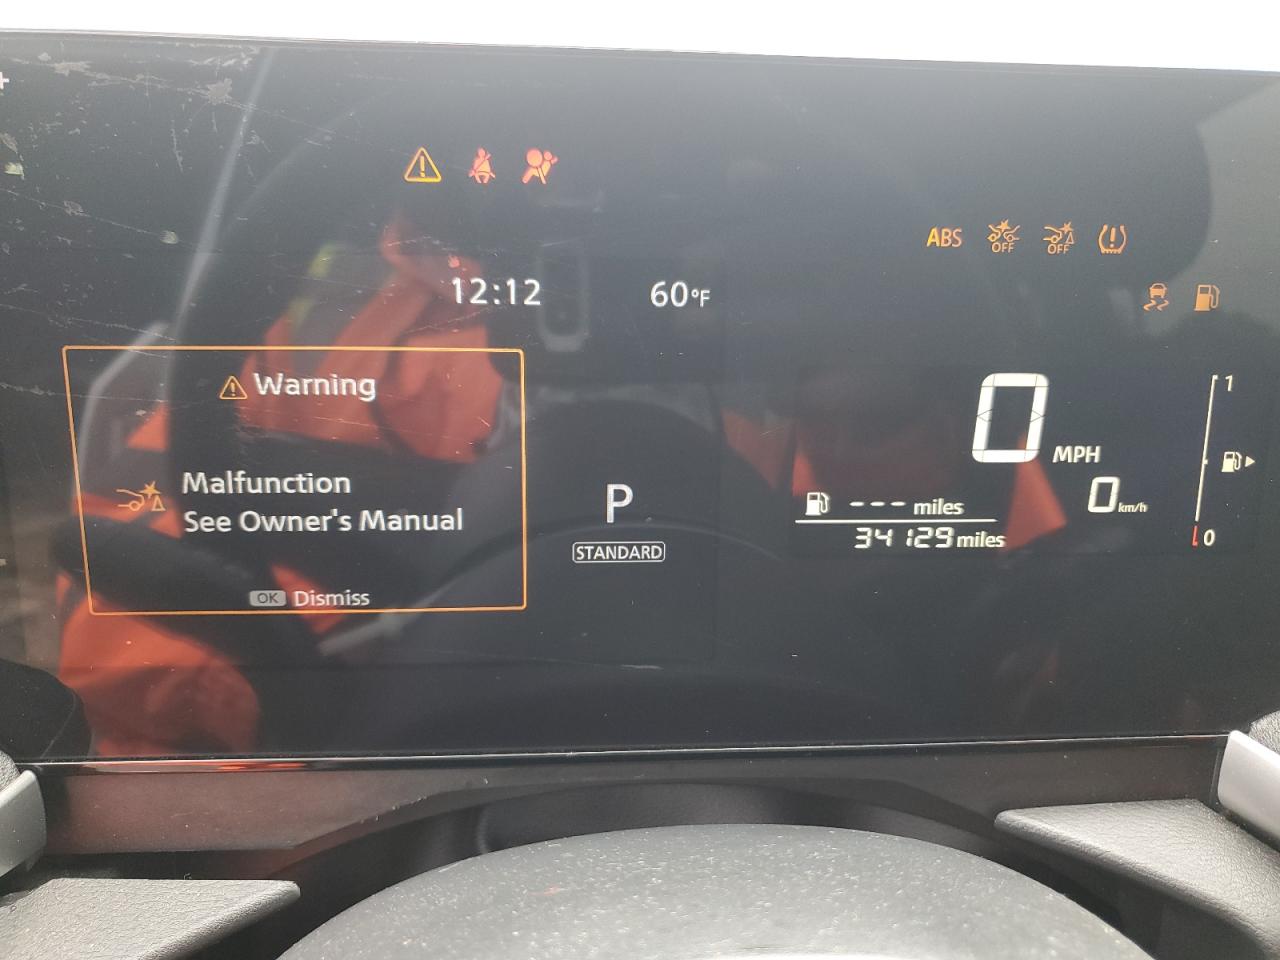 ABS
OFF
OFF
12:12
60°F
Warning
Malfunction
See Owner's Manual
OK Dismiss
P
STANDARD
0 MPH
0 km/h
--- miles
34129 miles
1
0